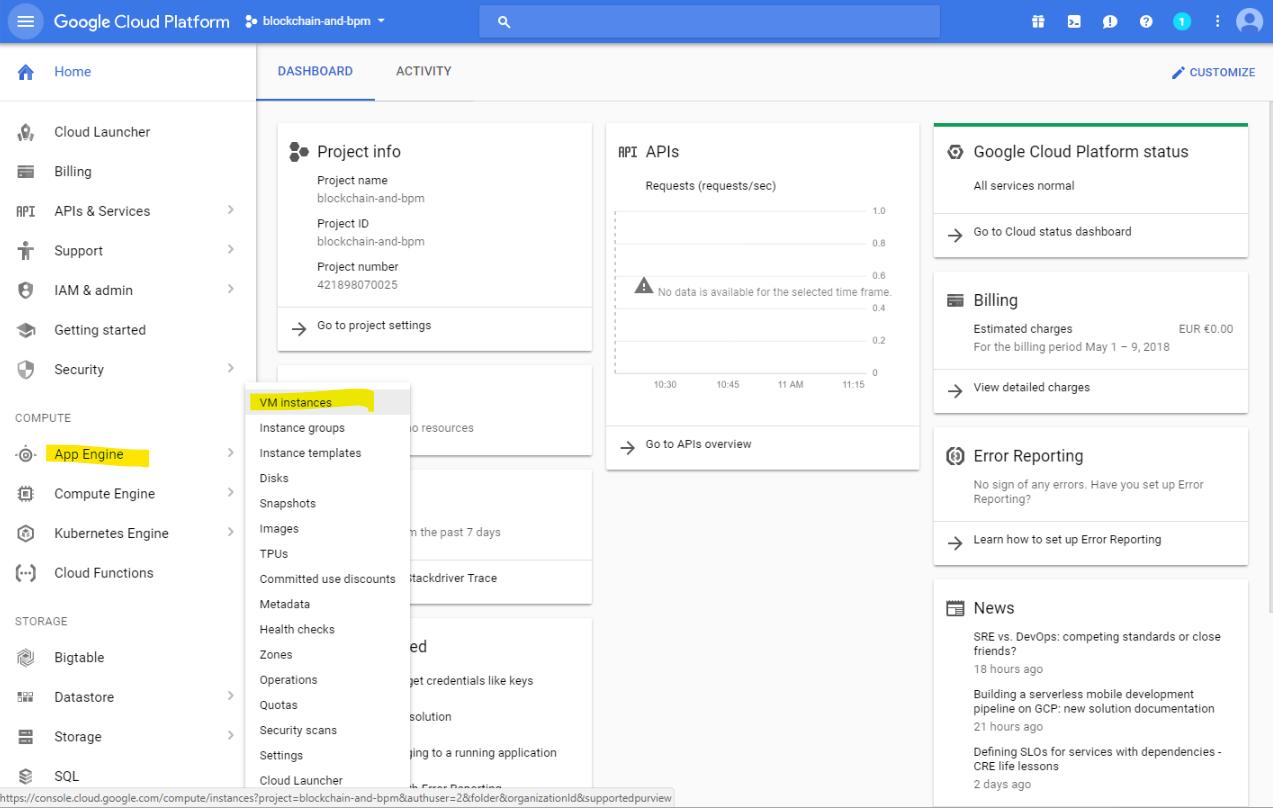 Google Cloud Platform
blockchain-and-bpm
1
Home
DASHBOARD
ACTIVITY
CUSTOMIZE
Cloud Launcher
Billing
API
APIs & Services
Support
IAM & admin
Getting started
Security
COMPUTE
App Engine
Compute Engine
Kubernetes Engine
Cloud Functions
STORAGE
Bigtable
Datastore
Storage
SQL
VM instances
Instance groups
Instance templates
Disks
Snapshots
Images
TPUs
Committed use discounts
Metadata
Health checks
Zones
Operations
Quotas
Security scans
Settings
Cloud Launcher
Project info
Project name
blockchain-and-bpm
Project ID
blockchain-and-bpm
Project number
421898070025
Go to project settings
no resources
the past 7 days
Stackdriver Trace
ed
get credentials like keys
solution
ging to a running application
Error Reporting
API APIs
Requests (requests/sec)
1.0
0.8
0.6
No data is available for the selected time frame.
0.4
0.2
0
10:30 10:45 11 AM 11:15
Go to APIs overview
Google Cloud Platform status
All services normal
Go to Cloud status dashboard
Billing
Estimated charges EUR €0.00
For the billing period May 1 – 9, 2018
View detailed charges
Error Reporting
No sign of any errors. Have you set up Error
Reporting?
Learn how to set up Error Reporting
News
SRE vs. DevOps: competing standards or close
friends?
18 hours ago
Building a serverless mobile development
pipeline on GCP: new solution documentation
21 hours ago
Defining SLOs for services with dependencies -
CRE life lessons
2 days ago
https://console.cloud.google.com/compute/instances?project=blockchain-and-bpm&authuser=2&folder&organizationId&supportedpurview